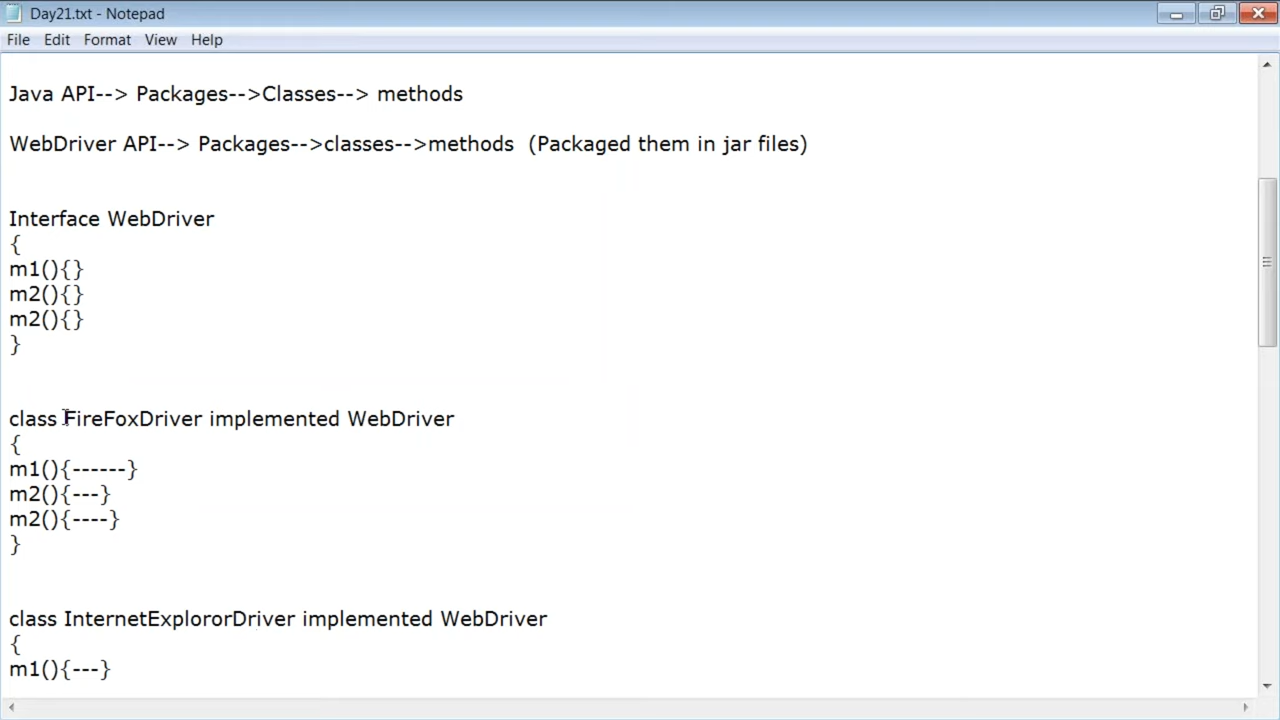 Day21.txt - Notepad
File Edit Format View Help
Java API--> Packages-->Classes--> methods
WebDriver API--> Packages-->classes-->methods  (Packaged them in jar files)
Interface WebDriver
{
m1(){}
m2(){}
m2(){}
}
class FireFoxDriver implemented WebDriver
{
m1(){------}
m2(){---}
m2(){----}
}
class InternetExplororDriver implemented WebDriver
{
m1(){---}